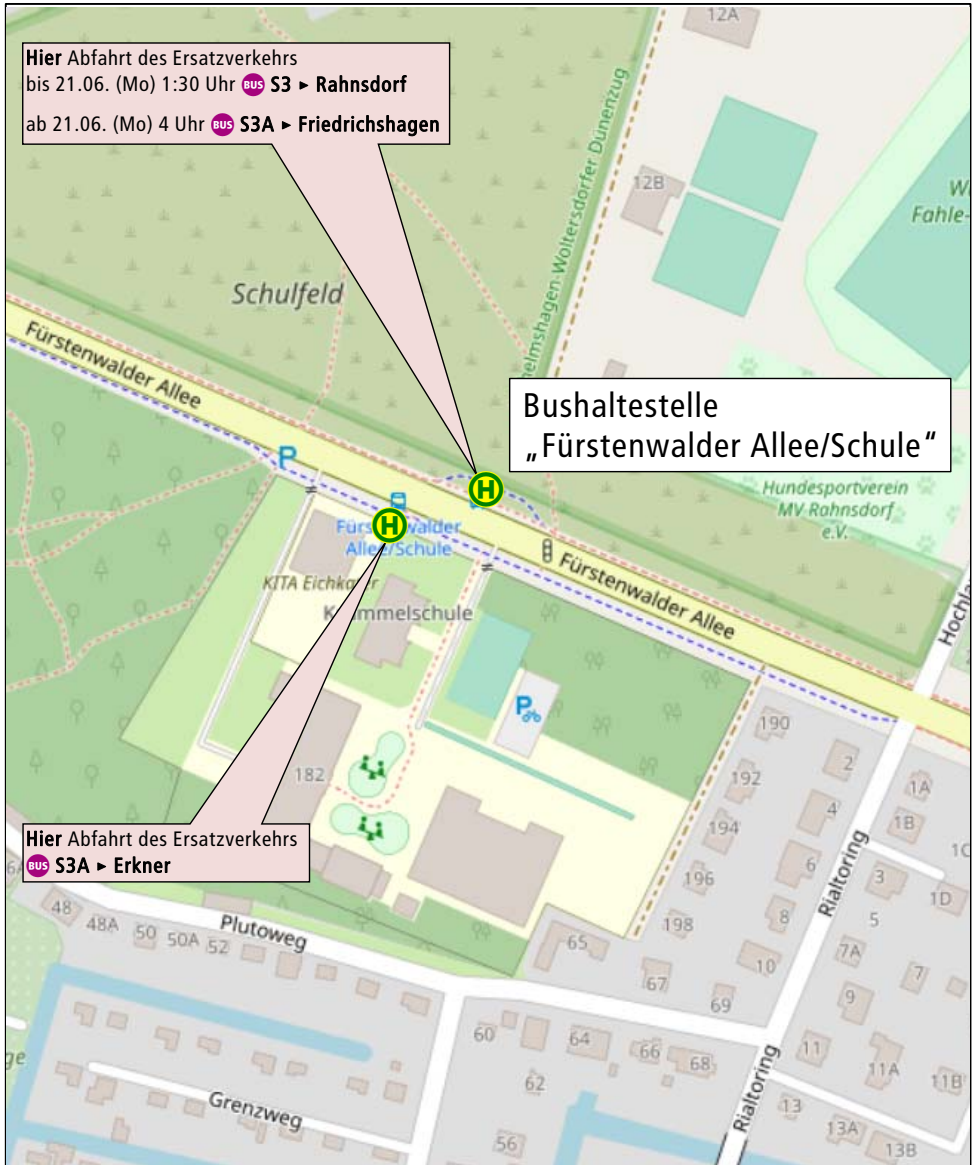 Hier Abfahrt des Ersatzverkehrs
bis 21.06. (Mo) 1:30 Uhr BUS S3 ► Rahnsdorf
ab 21.06. (Mo) 4 Uhr BUS S3A ► Friedrichshagen
12A
12B
Fahle-
Woltersdorfer Dünenzug
Schulfeld
Fürstenwalder Allee
Bushaltestelle
„Fürstenwalder Allee/Schule“
P
H
H
Hundesportverein
MV Rahnsdorf
e.V.
Allee/Schule
Fürstenwalder Allee
KITA
P
190
2
192
1A
182
4
1B
194
1C
6
3
196
1D
Hier Abfahrt des Ersatzverkehrs
BUS S3A ► Erkner
Rialtoring
48
48A
50
50A
52
Plutoweg
198
8
5
65
7A
10
7
67
69
9
60
64
66
68
11
11A
11B
62
Grenzweg
Rialtoring
13
13A
13B
56